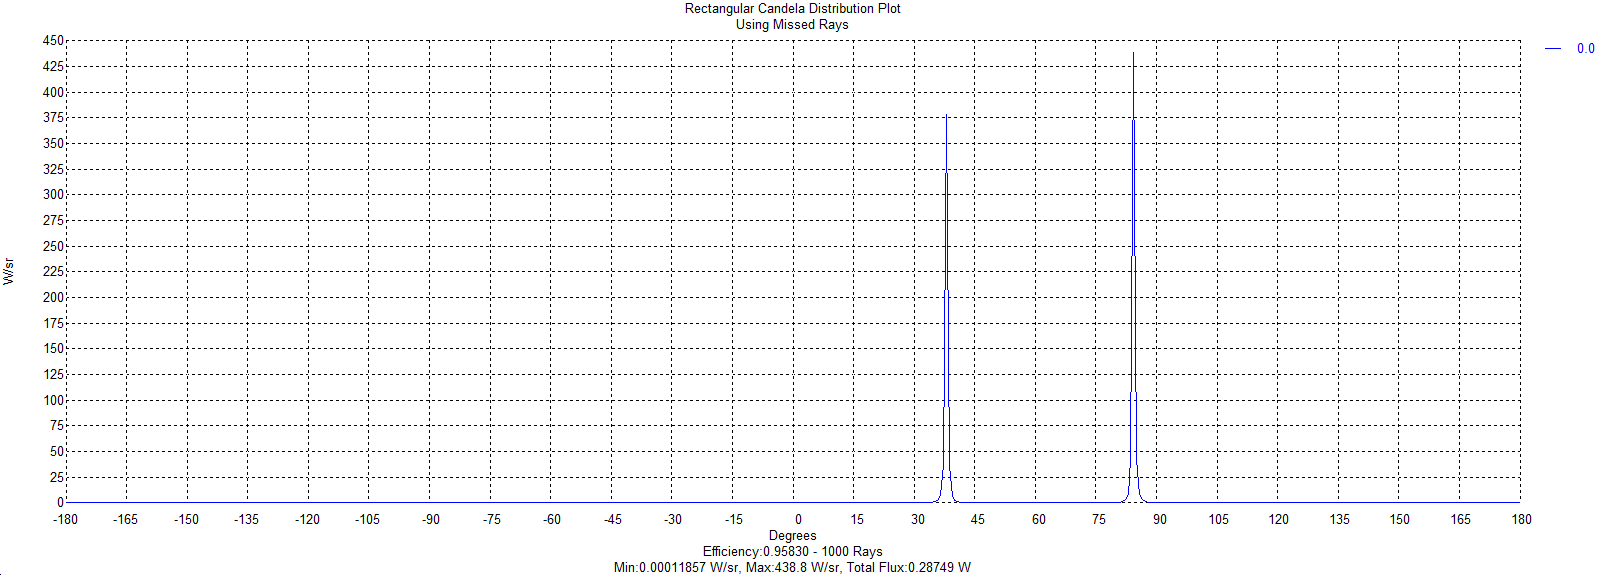 Rectangular Candela Distribution Plot
Using Missed Rays
0.0
450
425
400
375
350
325
300
275
250
225
200
175
150
125
100
75
50
25
0
W/sr
-180 -165 -150 -135 -120 -105 -90 -75 -60 -45 -30 -15 0 15 30 45 60 75 90 105 120 135 150 165 180
Degrees
Efficiency:0.95830 - 1000 Rays
Min:0.00011857 W/sr, Max:438.8 W/sr, Total Flux:0.28749 W